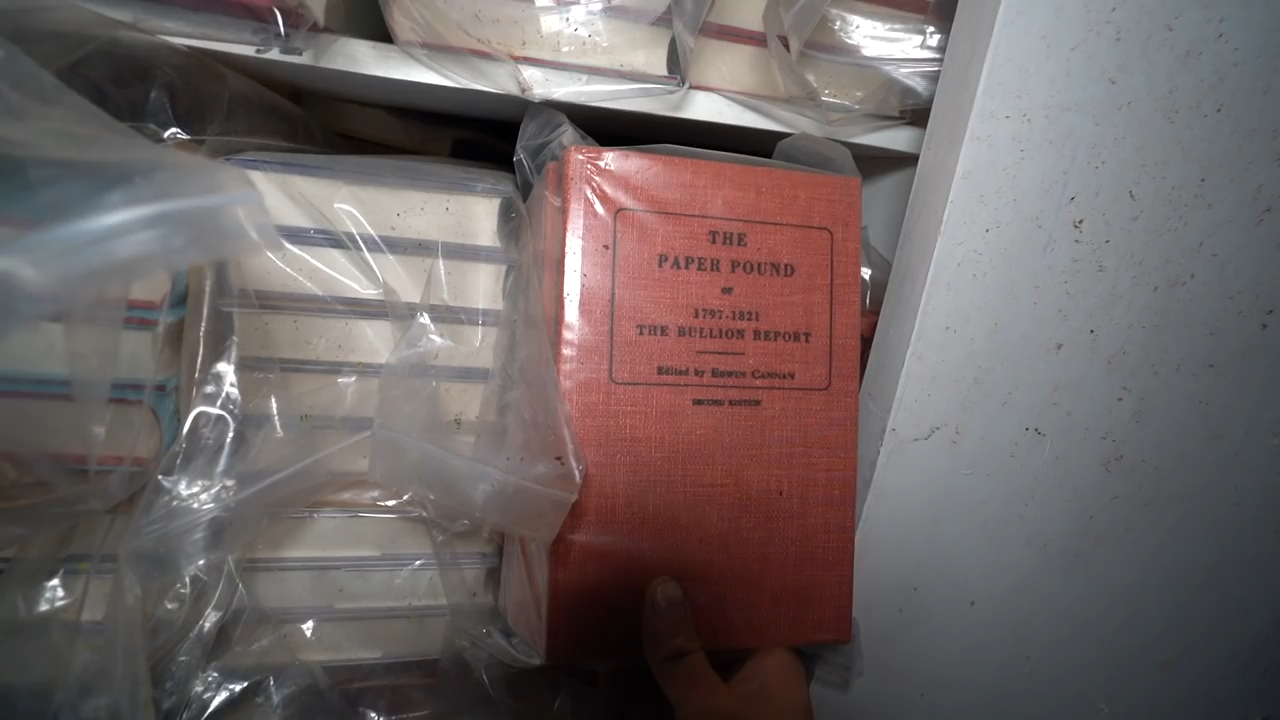 THE
PAPER POUND
OF
1797-1821
THE BULLION REPORT
Edited by EDWIN CANNAN
SECOND EDITION